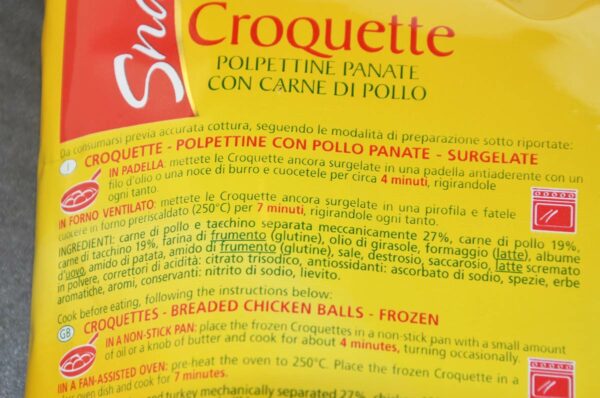 Sna
Croquette
POLPETTINE PANATE
CON CARNE DI POLLO
Da consumarsi previa accurata cottura, seguendo le modalità di preparazione sotto riportate:
I CROQUETTE - POLPETTINE CON POLLO PANATE - SURGELATE
IN PADELLA: mettete le Croquette ancora surgelate in una padella antiaderente con un
filo d'olio o una noce di burro e cuocetele per circa 4 minuti, rigirandole
ogni tanto.
IN FORNO VENTILATO: mettete le Croquette ancora surgelate in una pirofila e fatele
cuocere in forno preriscaldato (250°C) per 7 minuti, rigirandole ogni tanto.
INGREDIENTI: carne di pollo e tacchino separata meccanicamente 27%, carne di pollo 19%,
carne di tacchino 19%, farina di frumento (glutine), olio di girasole, formaggio (latte), albume
d'uovo, amido di patata, amido di frumento (glutine), sale, destrosio, saccarosio, latte scremato
in polvere, correttori di acidità: citrato trisodico, antiossidanti: ascorbato di sodio, spezie, erbe
aromatiche, aromi, conservanti: nitrito di sodio, lievito.
Cook before eating, following the instructions below:
GB CROQUETTES - BREADED CHICKEN BALLS - FROZEN
IN A NON-STICK PAN: place the frozen Croquettes in a non-stick pan with a small amount
of oil or a knob of butter and cook for about 4 minutes, turning occasionally.
IN A FAN-ASSISTED OVEN: pre-heat the oven to 250°C. Place the frozen Croquettes in a
oven dish and cook for 7 minutes.
turkey mechanically separated 27%,